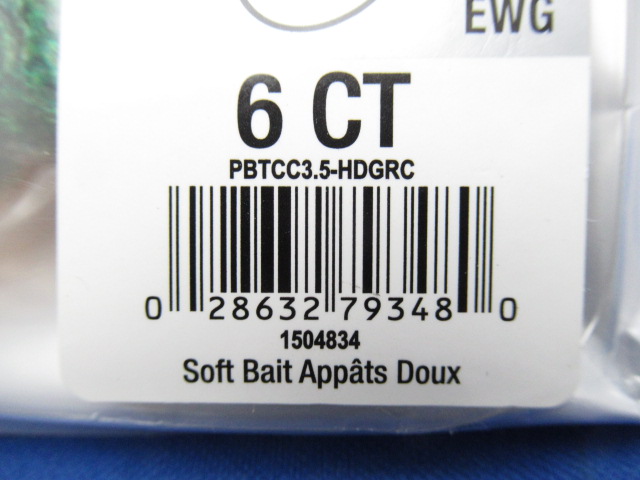 EWG
6 CT
PBTCC3.5-HDGRC
0 28632 79348 0
1504834
Soft Bait Appâts Doux